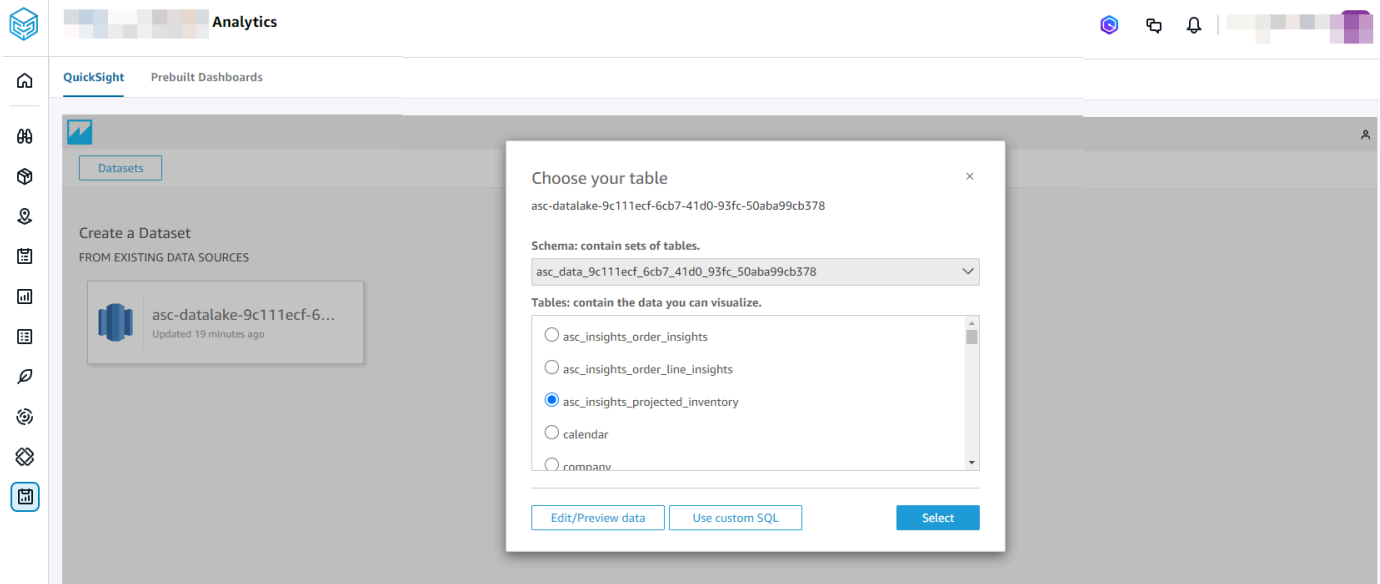 Analytics
QuickSight
Prebuilt Dashboards
Datasets
Create a Dataset
FROM EXISTING DATA SOURCES
asc-datalake-9c111ecf-6...
Updated 19 minutes ago
Choose your table
asc-datalake-9c111ecf-6cb7-41d0-93fc-50aba99cb378
Schema: contain sets of tables.
asc_data_9c111ecf_6cb7_41d0_93fc_50aba99cb378
Tables: contain the data you can visualize.
asc_insights_order_insights
asc_insights_order_line_insights
asc_insights_projected_inventory
calendar
company
Edit/Preview data
Use custom SQL
Select